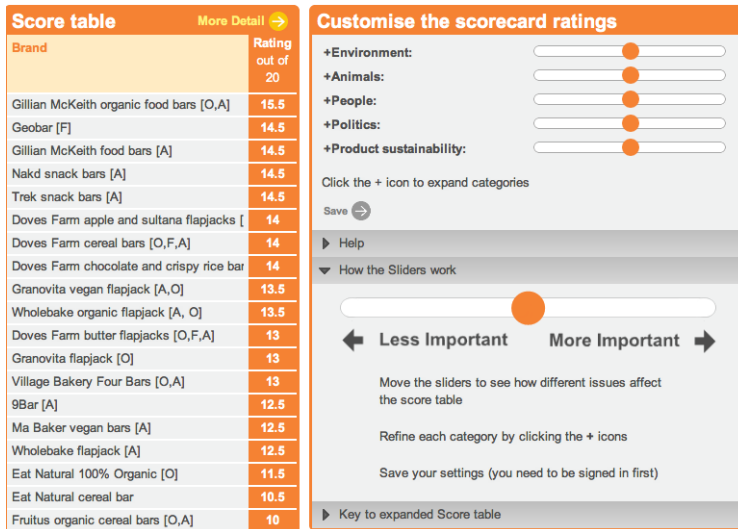 Score table
More Detail
Brand
Rating
out of
20
Gillian McKeith organic food bars [O,A] 15.5
Geobar [F] 14.5
Gillian McKeith food bars [A] 14.5
Nakd snack bars [A] 14.5
Trek snack bars [A] 14.5
Doves Farm apple and sultana flapjacks [ 14
Doves Farm cereal bars [O,F,A] 14
Doves Farm chocolate and crispy rice bar 14
Granovita vegan flapjack [A,O] 13.5
Wholebake organic flapjack [A, O] 13.5
Doves Farm butter flapjacks [O,F,A] 13
Granovita flapjack [O] 13
Village Bakery Four Bars [O,A] 13
9Bar [A] 12.5
Ma Baker vegan bars [A] 12.5
Wholebake flapjack [A] 12.5
Eat Natural 100% Organic [O] 11.5
Eat Natural cereal bar 10.5
Fruitus organic cereal bars [O,A] 10
Customise the scorecard ratings
+Environment:
+Animals:
+People:
+Politics:
+Product sustainability:
Click the + icon to expand categories
Save
Help
How the Sliders work
Less Important More Important
Move the sliders to see how different issues affect
the score table
Refine each category by clicking the + icons
Save your settings (you need to be signed in first)
Key to expanded Score table